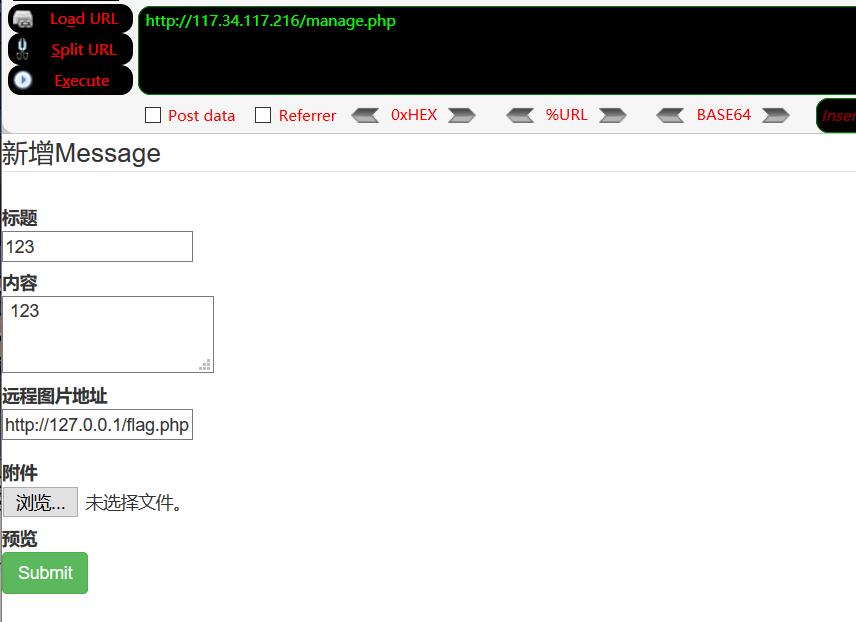 Load URL
http://117.34.117.216/manage.php
Split URL
Execute
Post data Referrer 0xHEX %URL BASE64 Inser
新增Message
标题
123
内容
123
远程图片地址
http://127.0.0.1/flag.php
附件
浏览... 未选择文件。
预览
Submit